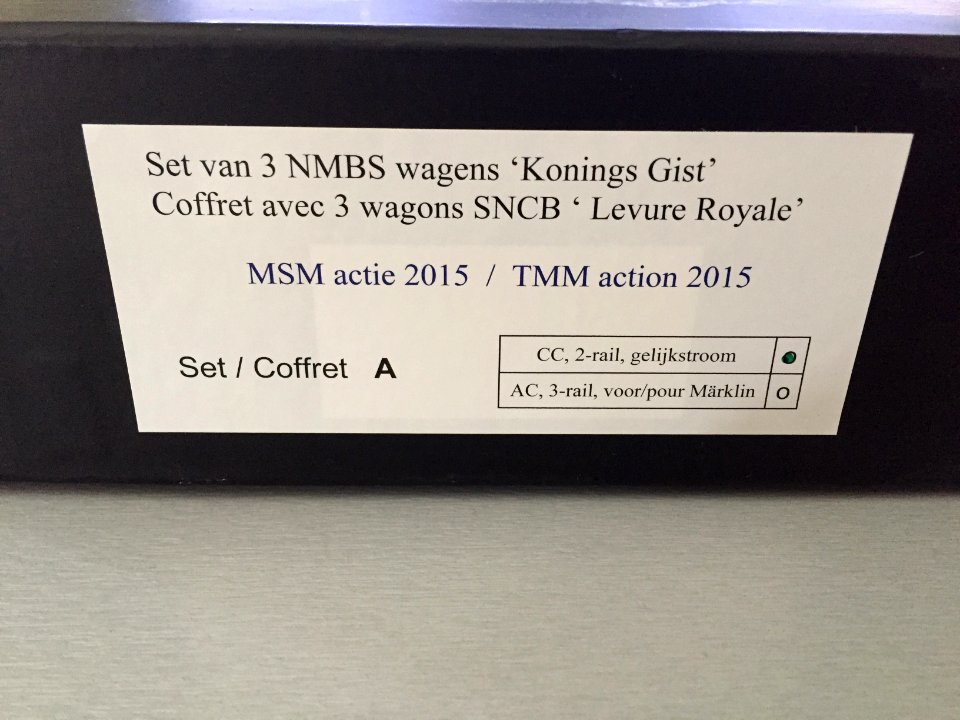 Set van 3 NMBS wagens ‘Konings Gist’
Coffret avec 3 wagons SNCB ‘ Levure Royale’
MSM actie 2015 / TMM action 2015
Set / Coffret A
CC, 2-rail, gelijkstroom
AC, 3-rail, voor/pour Märklin O